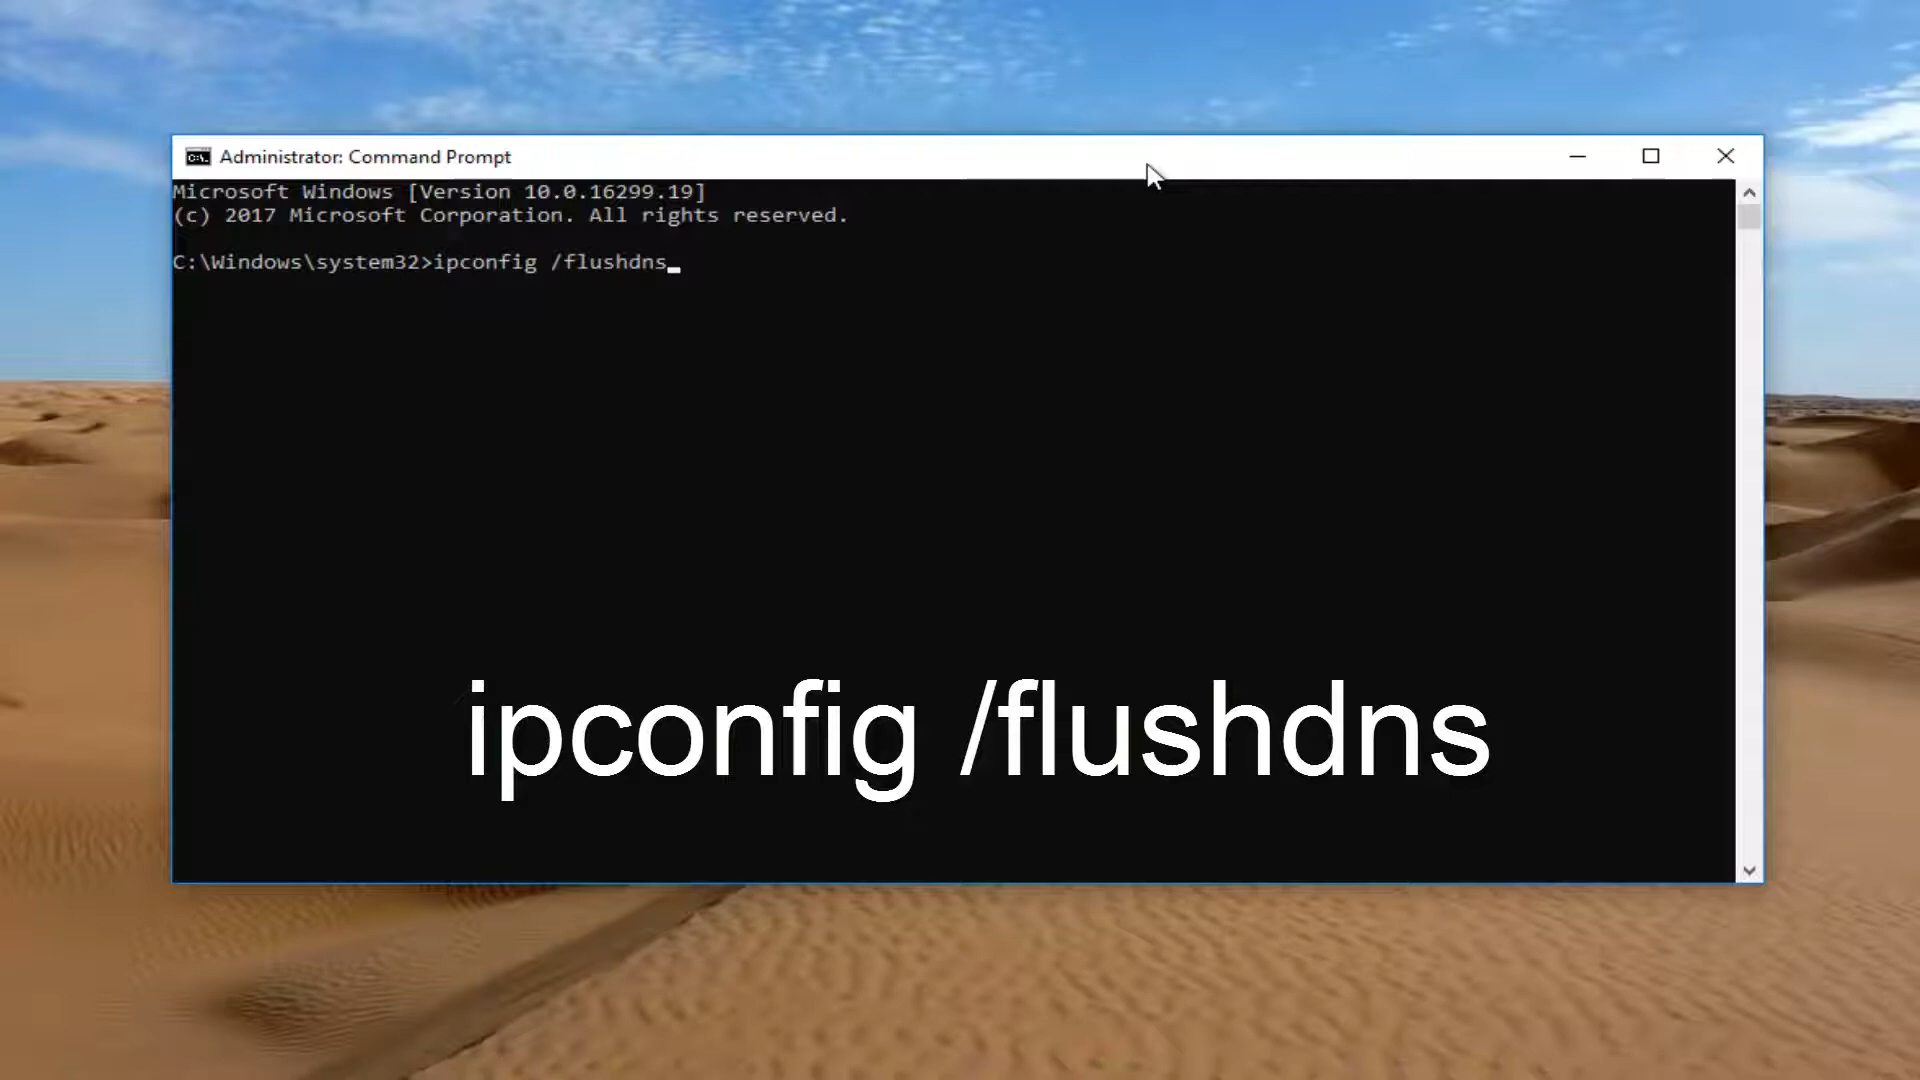 Administrator: Command Prompt
Microsoft Windows [Version 10.0.16299.19]
(c) 2017 Microsoft Corporation. All rights reserved.
C:\Windows\system32>ipconfig /flushdns
ipconfig /flushdns